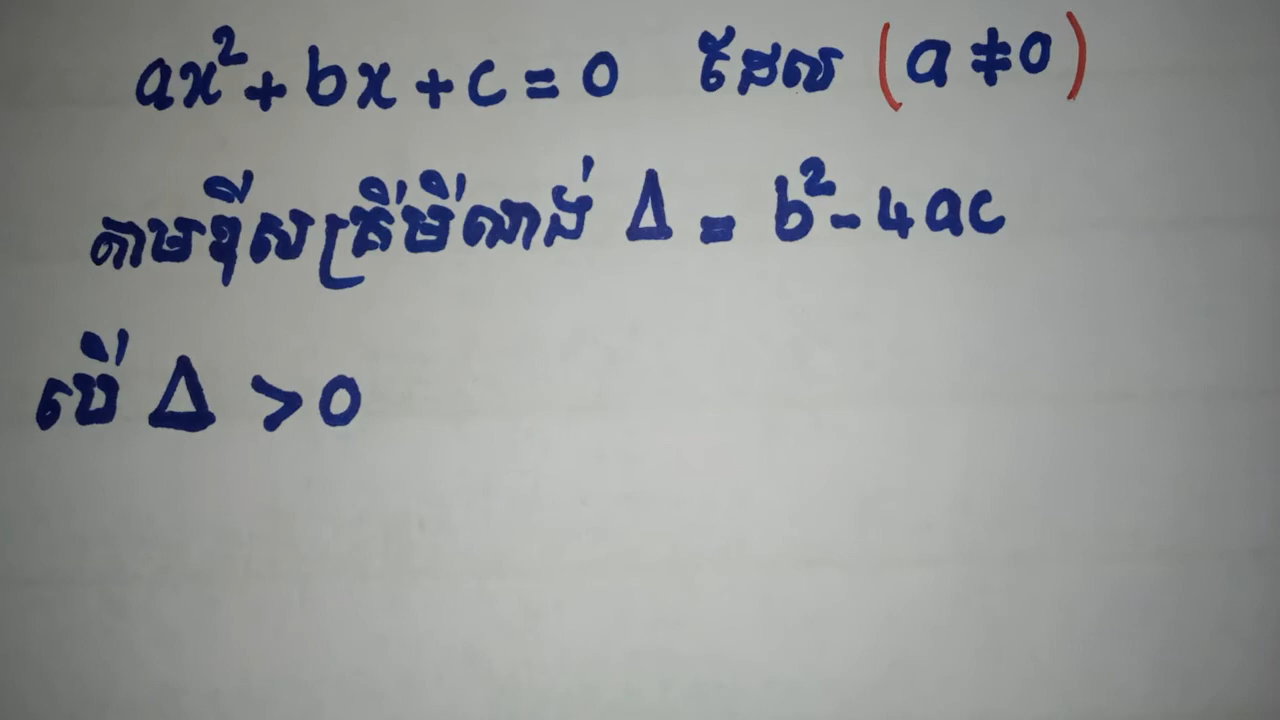 ax² + bx + c = 0 ដែល (a ≠ 0)
តាមឌីសគ្រីមីណាង់ Δ = b² - 4ac
បើ Δ > 0